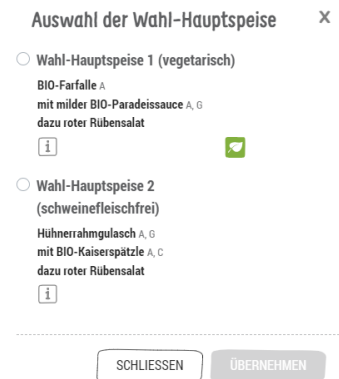 Auswahl der Wahl-Hauptspeise X
Wahl-Hauptspeise 1 (vegetarisch)
BIO-Farfalle A
mit milder BIO-Paradeissauce A, G
dazu roter Rübensalat
i
Wahl-Hauptspeise 2
(schweinefleischfrei)
Hühnerrahmgulasch A, G
mit BIO-Kaiserspätzle A, C
dazu roter Rübensalat
i
SCHLIESSEN ÜBERNEHMEN